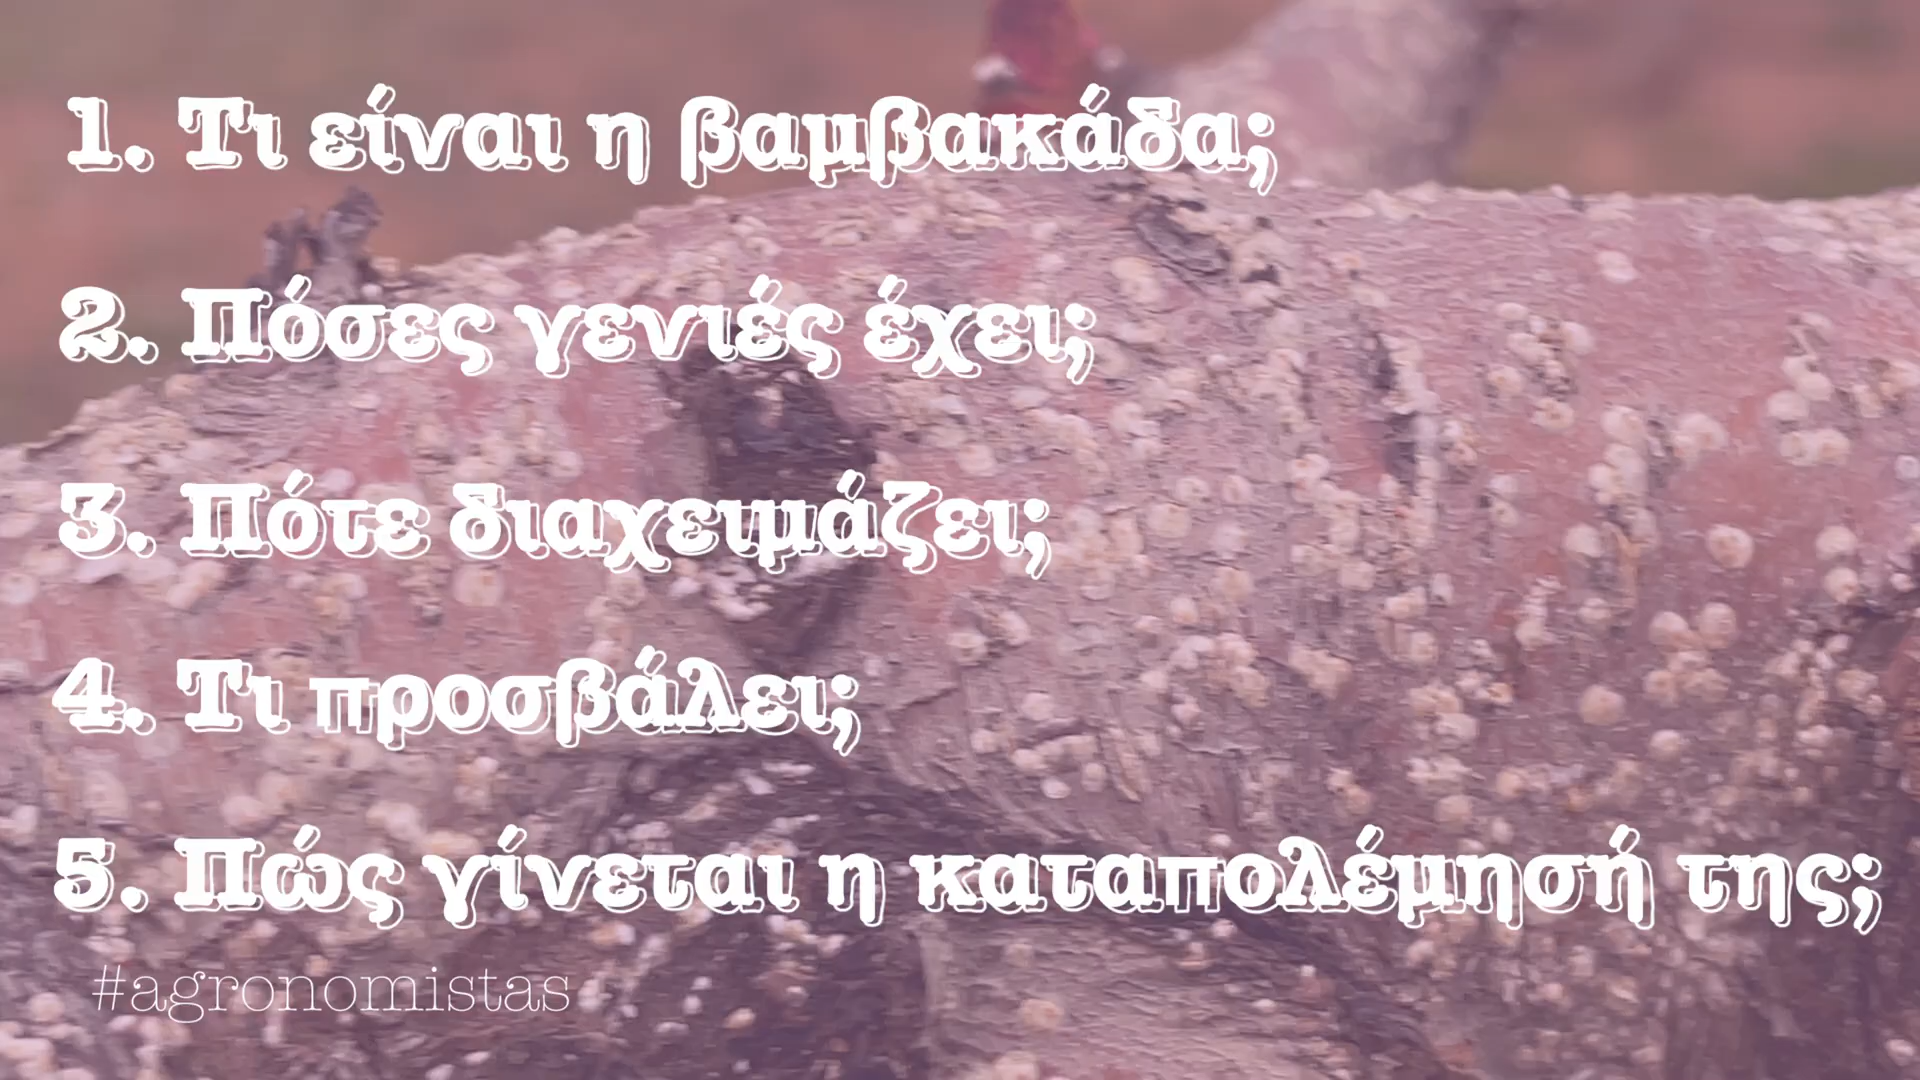 1. Τι είναι η βαμβακάδα;
2. Πόσες γενιές έχει;
3. Πότε διαχειμάζει;
4. Τι προσβάλει;
5. Πώς γίνεται η καταπολέμησή της;
#agronomistas